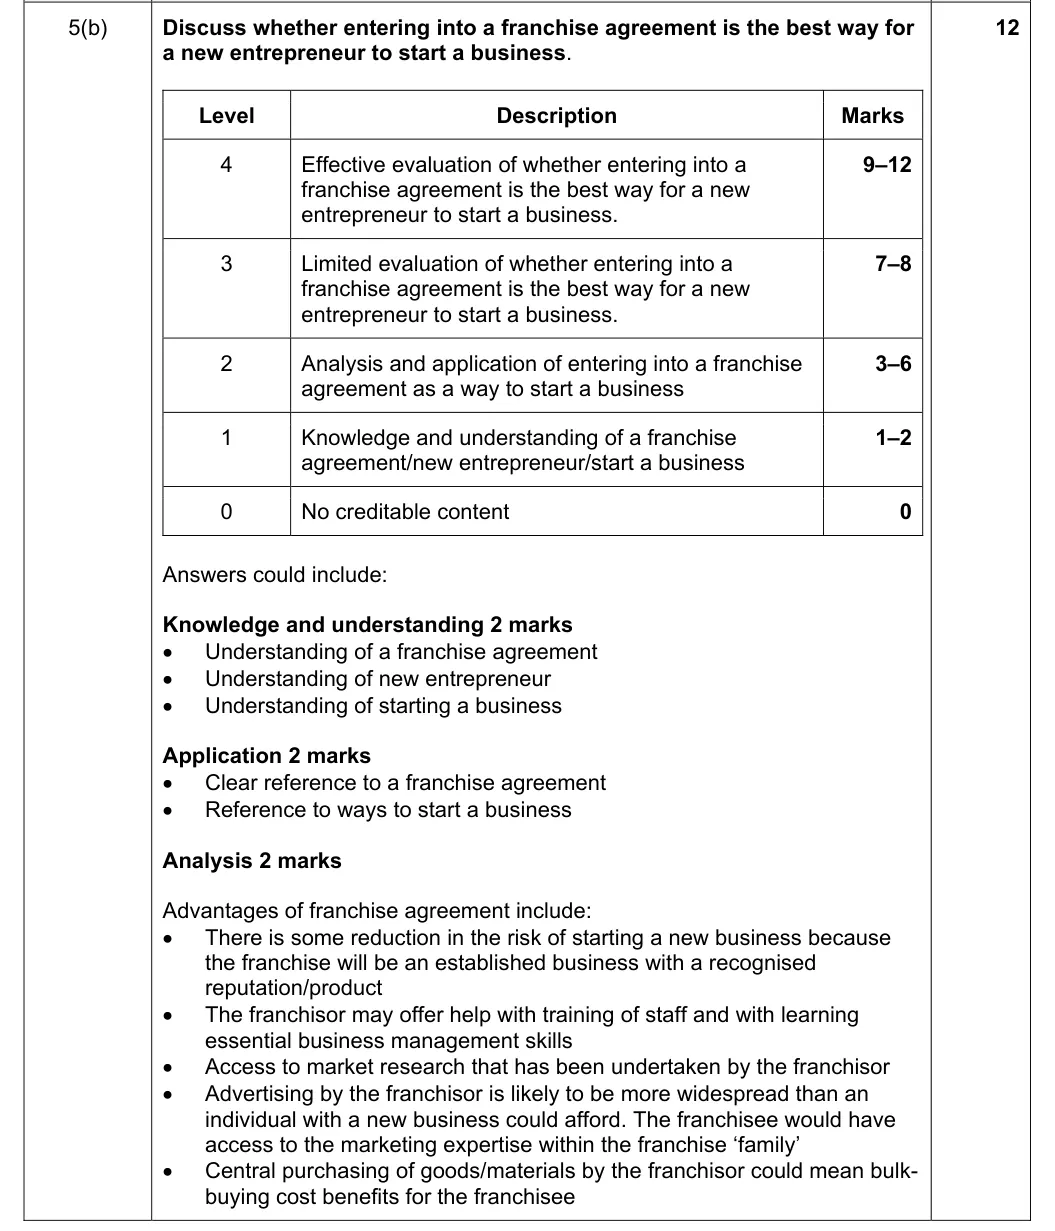 5(b)
Discuss whether entering into a franchise agreement is the best way for
a new entrepreneur to start a business.
12
Level Description Marks
4 Effective evaluation of whether entering into a 9–12
franchise agreement is the best way for a new
entrepreneur to start a business.
3 Limited evaluation of whether entering into a 7–8
franchise agreement is the best way for a new
entrepreneur to start a business.
2 Analysis and application of entering into a franchise 3–6
agreement as a way to start a business
1 Knowledge and understanding of a franchise 1–2
agreement/new entrepreneur/start a business
0 No creditable content 0
Answers could include:
Knowledge and understanding 2 marks
• Understanding of a franchise agreement
• Understanding of new entrepreneur
• Understanding of starting a business
Application 2 marks
• Clear reference to a franchise agreement
• Reference to ways to start a business
Analysis 2 marks
Advantages of franchise agreement include:
• There is some reduction in the risk of starting a new business because
the franchise will be an established business with a recognised
reputation/product
• The franchisor may offer help with training of staff and with learning
essential business management skills
• Access to market research that has been undertaken by the franchisor
• Advertising by the franchisor is likely to be more widespread than an
individual with a new business could afford. The franchisee would have
access to the marketing expertise within the franchise ‘family’
• Central purchasing of goods/materials by the franchisor could mean bulk-
buying cost benefits for the franchisee